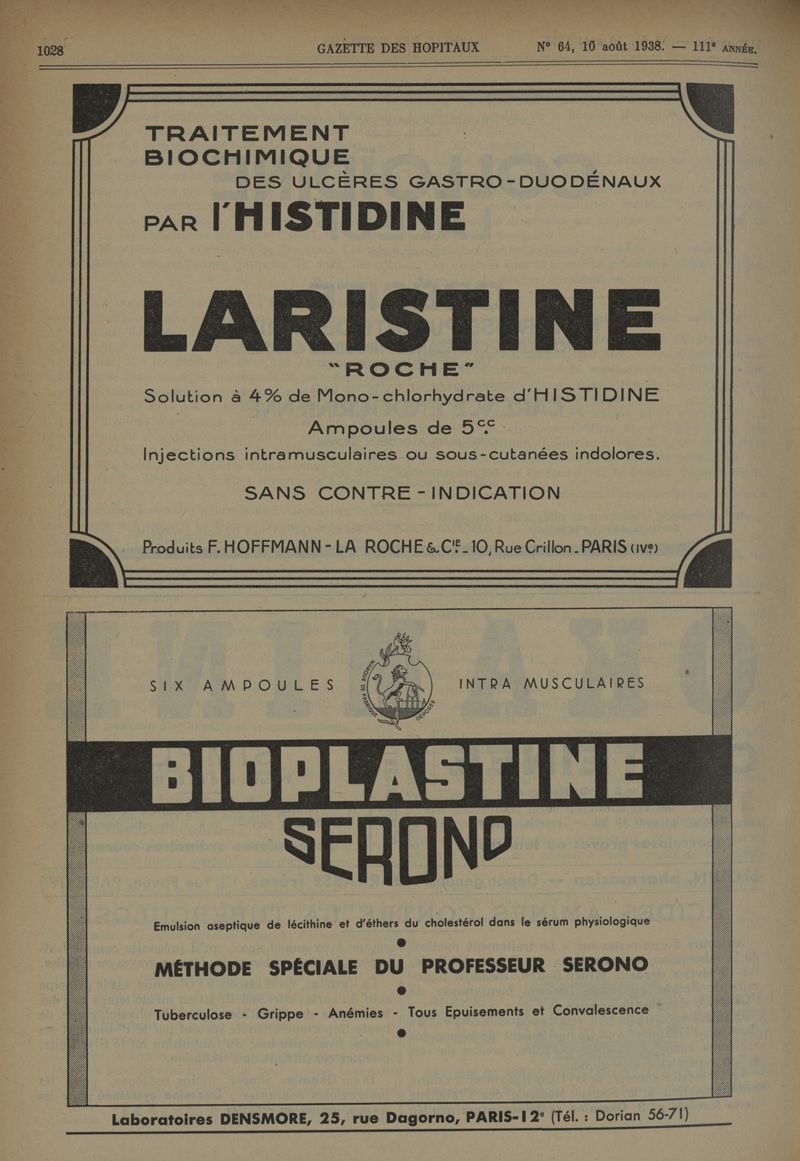 1028 GAZETTE DES HOPITAUX N° 64, 10 août 1938. — 111e ANNÉE.
TRAITEMENT
BIOCHIMIQUE
DES ULCÈRES GASTRO-DUODÉNAUX
PAR l'HISTIDINE
LARISTINE
"ROCHE"
Solution à 4% de Mono-chlorhydrate d'HISTIDINE
Ampoules de 5cc.
Injections intramusculaires ou sous-cutanées indolores.
SANS CONTRE-INDICATION
Produits F. HOFFMANN-LA ROCHE & Cie - 10, Rue Crillon - PARIS (IVe)
SIX AMPOULES INTRA MUSCULAIRES
BIOPLASTINE
SERONO
Emulsion aseptique de lécithine et d'éthers du cholestérol dans le sérum physiologique
MÉTHODE SPÉCIALE DU PROFESSEUR SERONO
Tuberculose - Grippe - Anémies - Tous Epuisements et Convalescence
Laboratoires DENSMORE, 25, rue Dagorno, PARIS-12e (Tél. : Dorian 56-71)